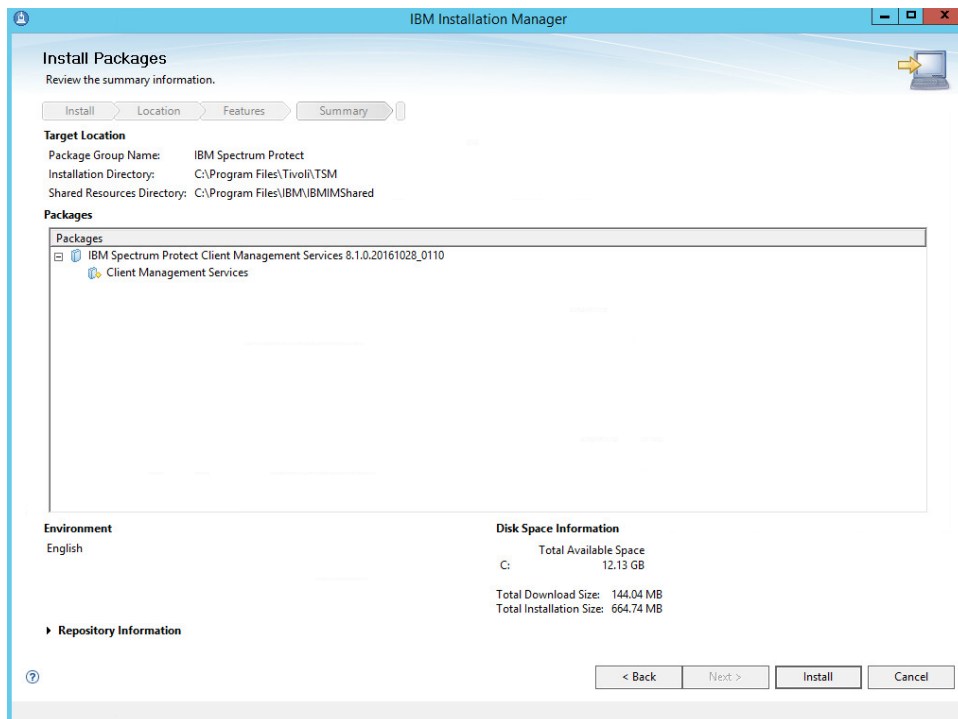 IBM Installation Manager
Install Packages
Review the summary information.
Install Location Features Summary
Target Location
Package Group Name: IBM Spectrum Protect
Installation Directory: C:\Program Files\Tivoli\TSM
Shared Resources Directory: C:\Program Files\IBM\IBMIMShared
Packages
Packages
IBM Spectrum Protect Client Management Services 8.1.0.20161028_0110
Client Management Services
Environment
English
Disk Space Information
Total Available Space
C: 12.13 GB
Total Download Size: 144.04 MB
Total Installation Size: 664.74 MB
Repository Information
? < Back Next > Install Cancel